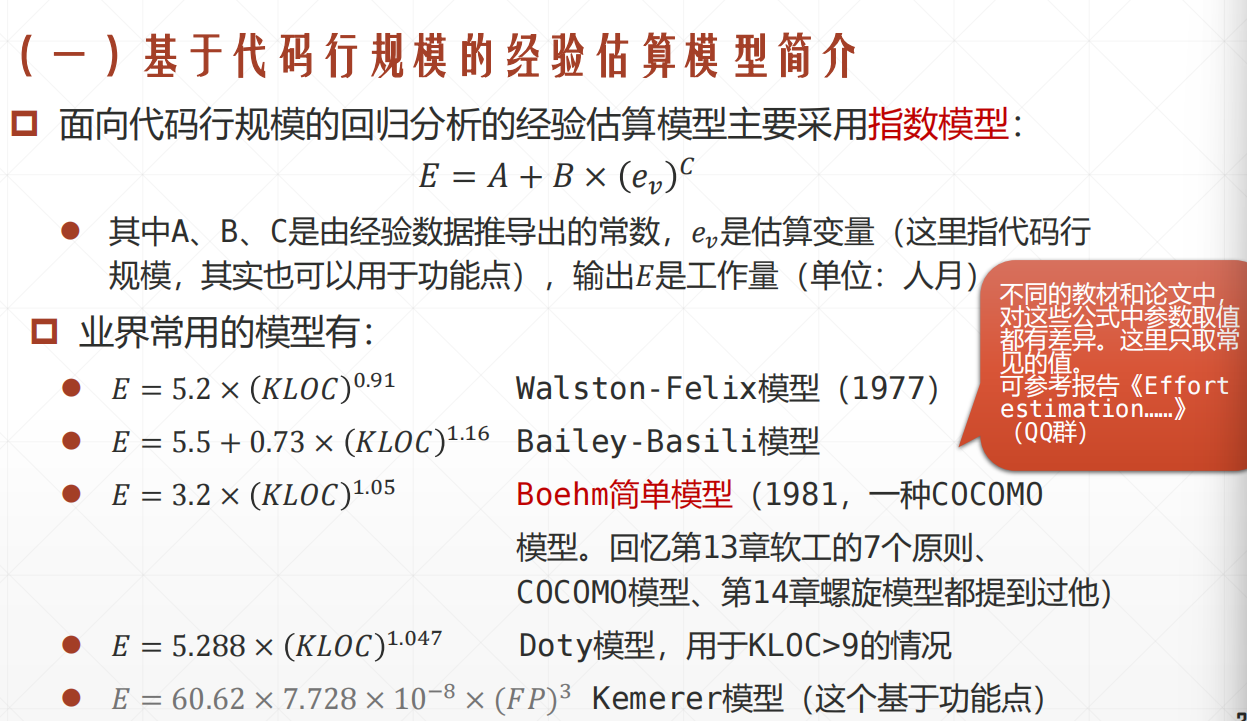 (一)基于代码行规模的经验估算模型简介
面向代码行规模的回归分析的经验估算模型主要采用指数模型:
E = A + B × (e_v)^C
其中A、B、C是由经验数据推导出的常数，e_v是估算变量（这里指代码行
规模，其实也可以用于功能点），输出E是工作量（单位：人月）
业界常用的模型有：
E = 5.2 × (KLOC)^0.91 Walston-Felix模型（1977）
E = 5.5 + 0.73 × (KLOC)^1.16 Bailey-Basili模型
E = 3.2 × (KLOC)^1.05 Boehm简单模型（1981，一种COCOMO
模型。回忆第13章软工的7个原则、
COCOMO模型、第14章螺旋模型都提到过他）
E = 5.288 × (KLOC)^1.047 Doty模型，用于KLOC>9的情况
E = 60.62 × 7.728 × 10^−8 × (FP)^3 Kemerer模型（这个基于功能点）
不同的教材和论文中，
对这些公式中参数取值
都有差异。这里只取常
见的值。
可参考报告《Effort
estimation……》
（QQ群）